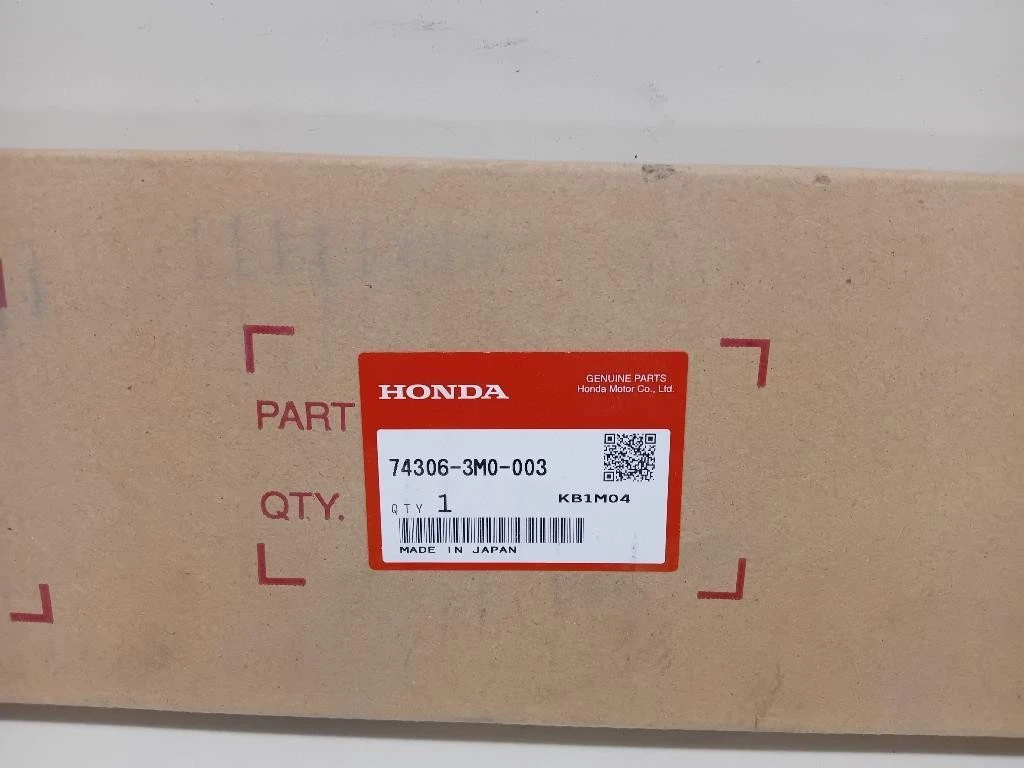 HONDA
GENUINE PARTS
Honda Motor Co., Ltd.
PART
74306-3M0-003
KB1M04
QTY.
QTY 1
MADE IN JAPAN